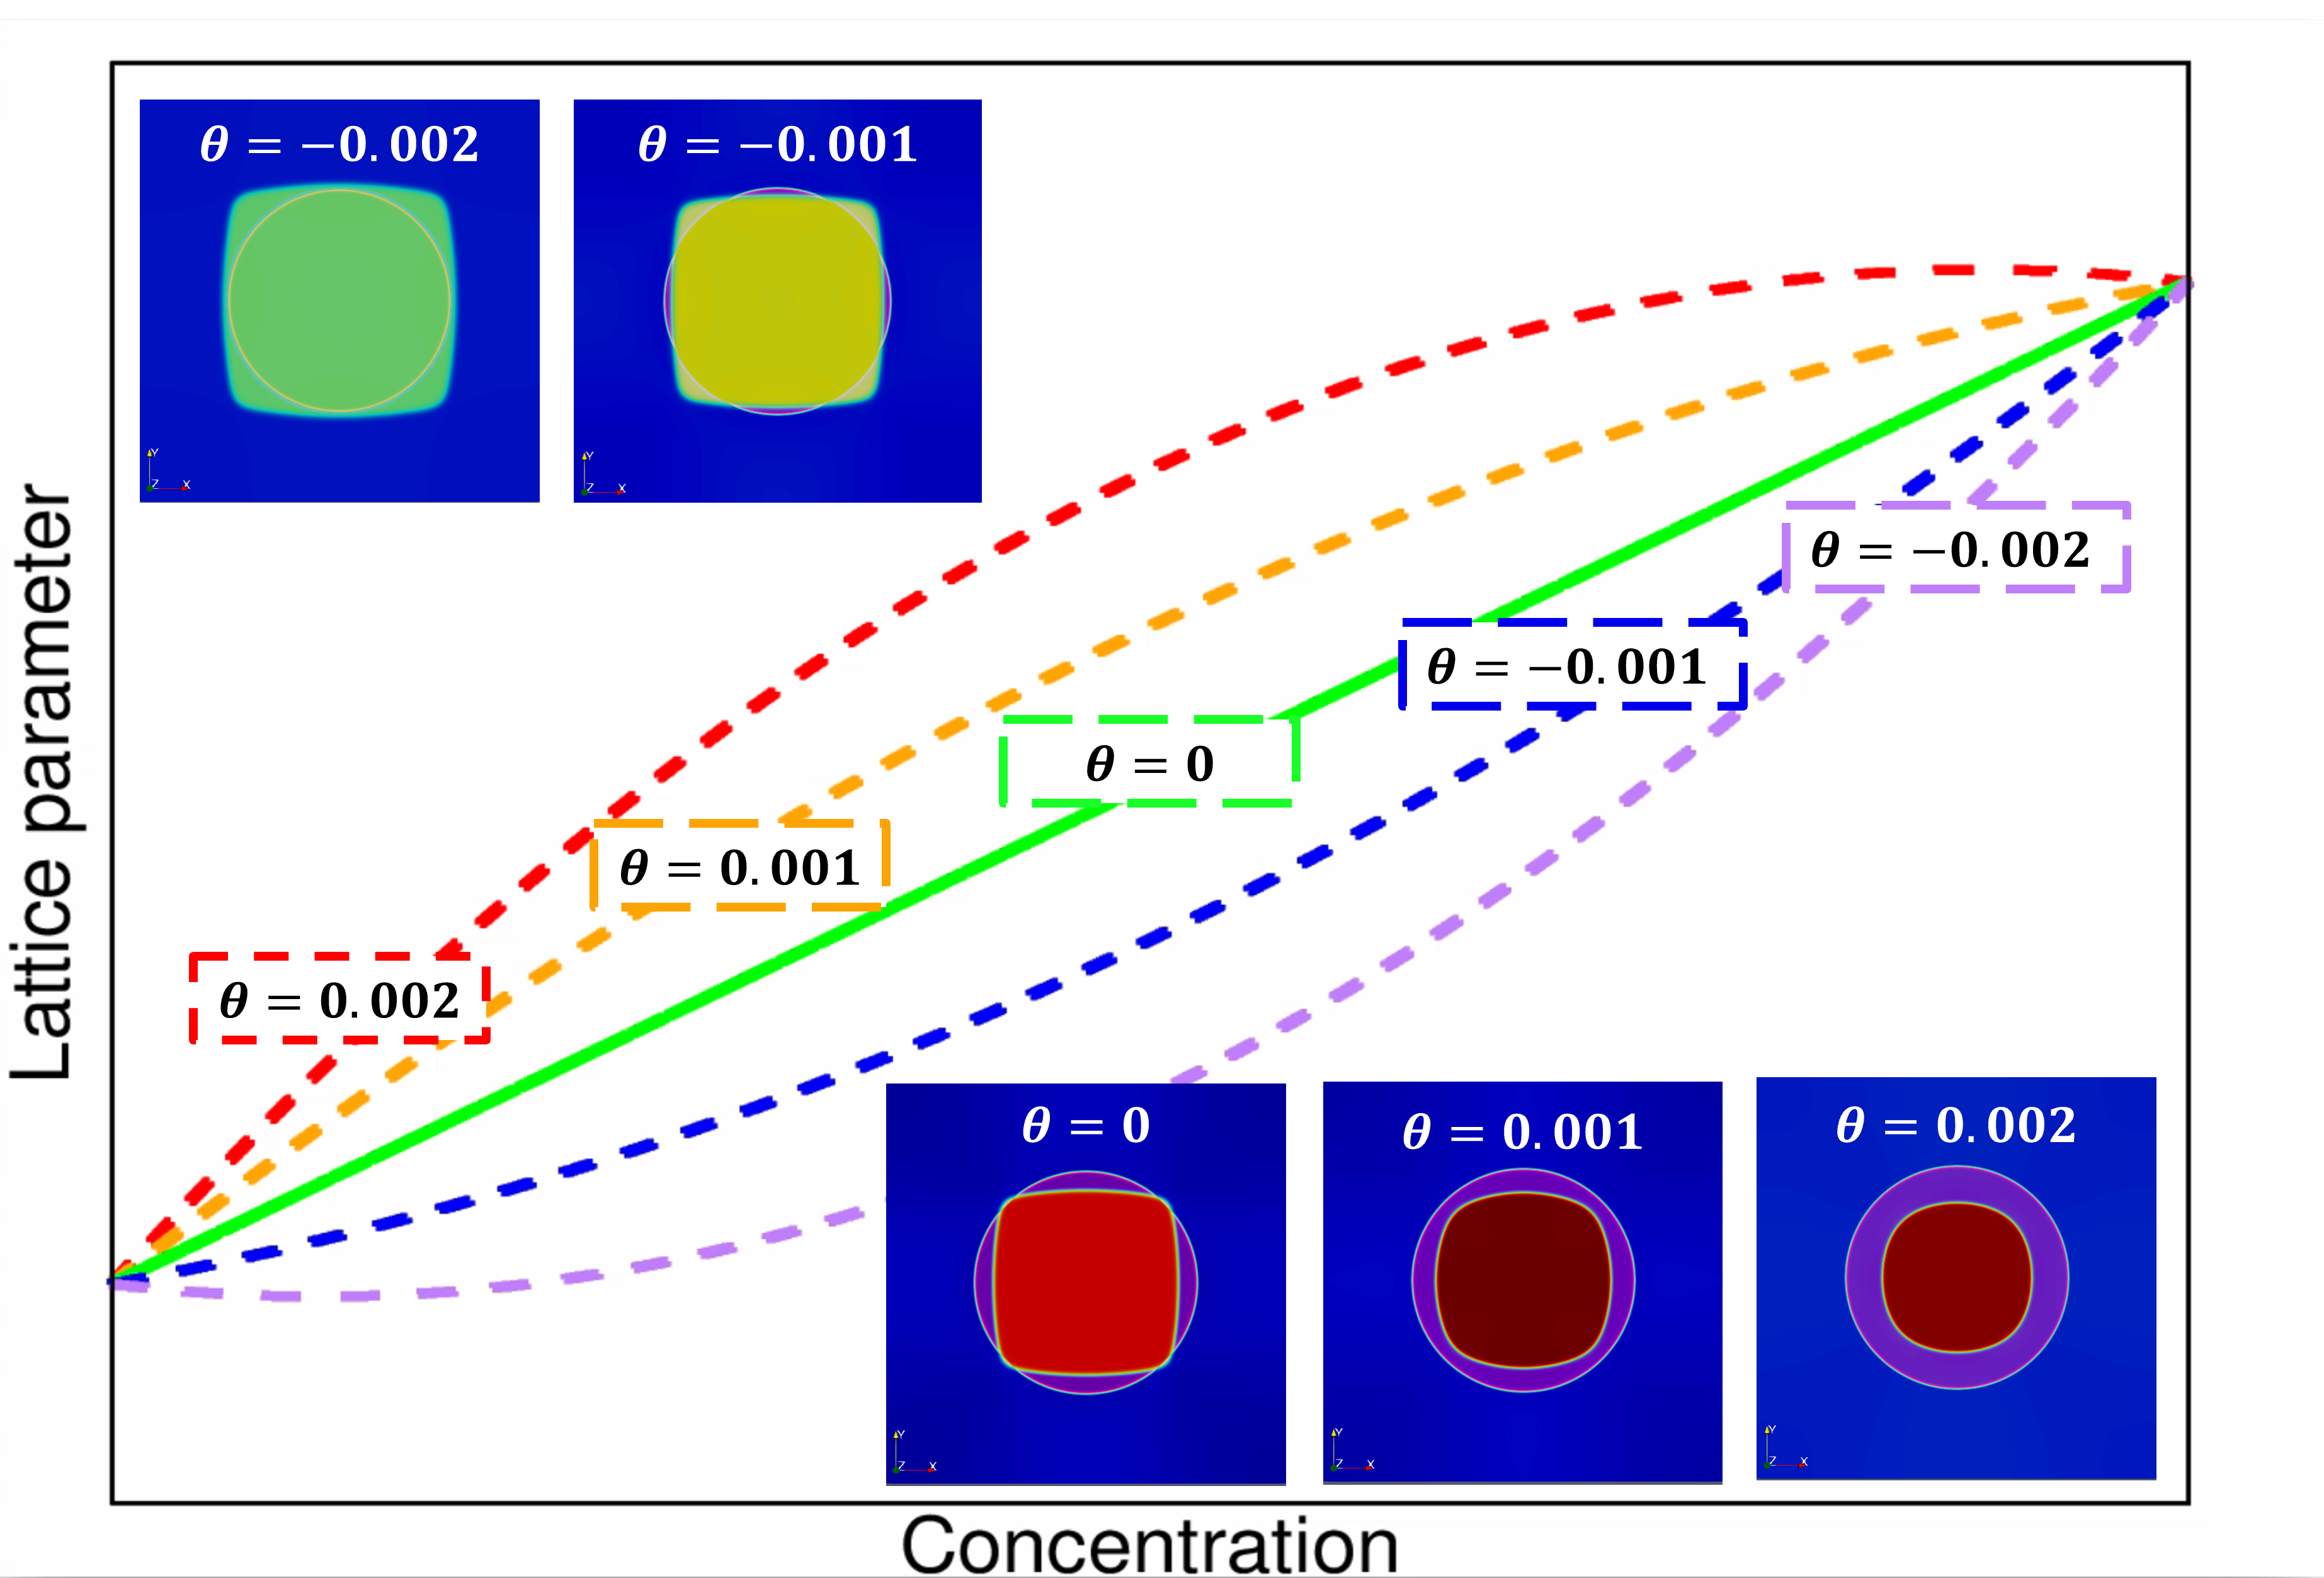 θ = −0.002
θ = −0.001
Y
Z X
Y
Z X
θ = −0.002
θ = −0.001
θ = 0
θ = 0.001
θ = 0.002
Lattice parameter
θ = 0
θ = 0.001
θ = 0.002
Y
Z X
Y
Z X
Y
Z X
Concentration